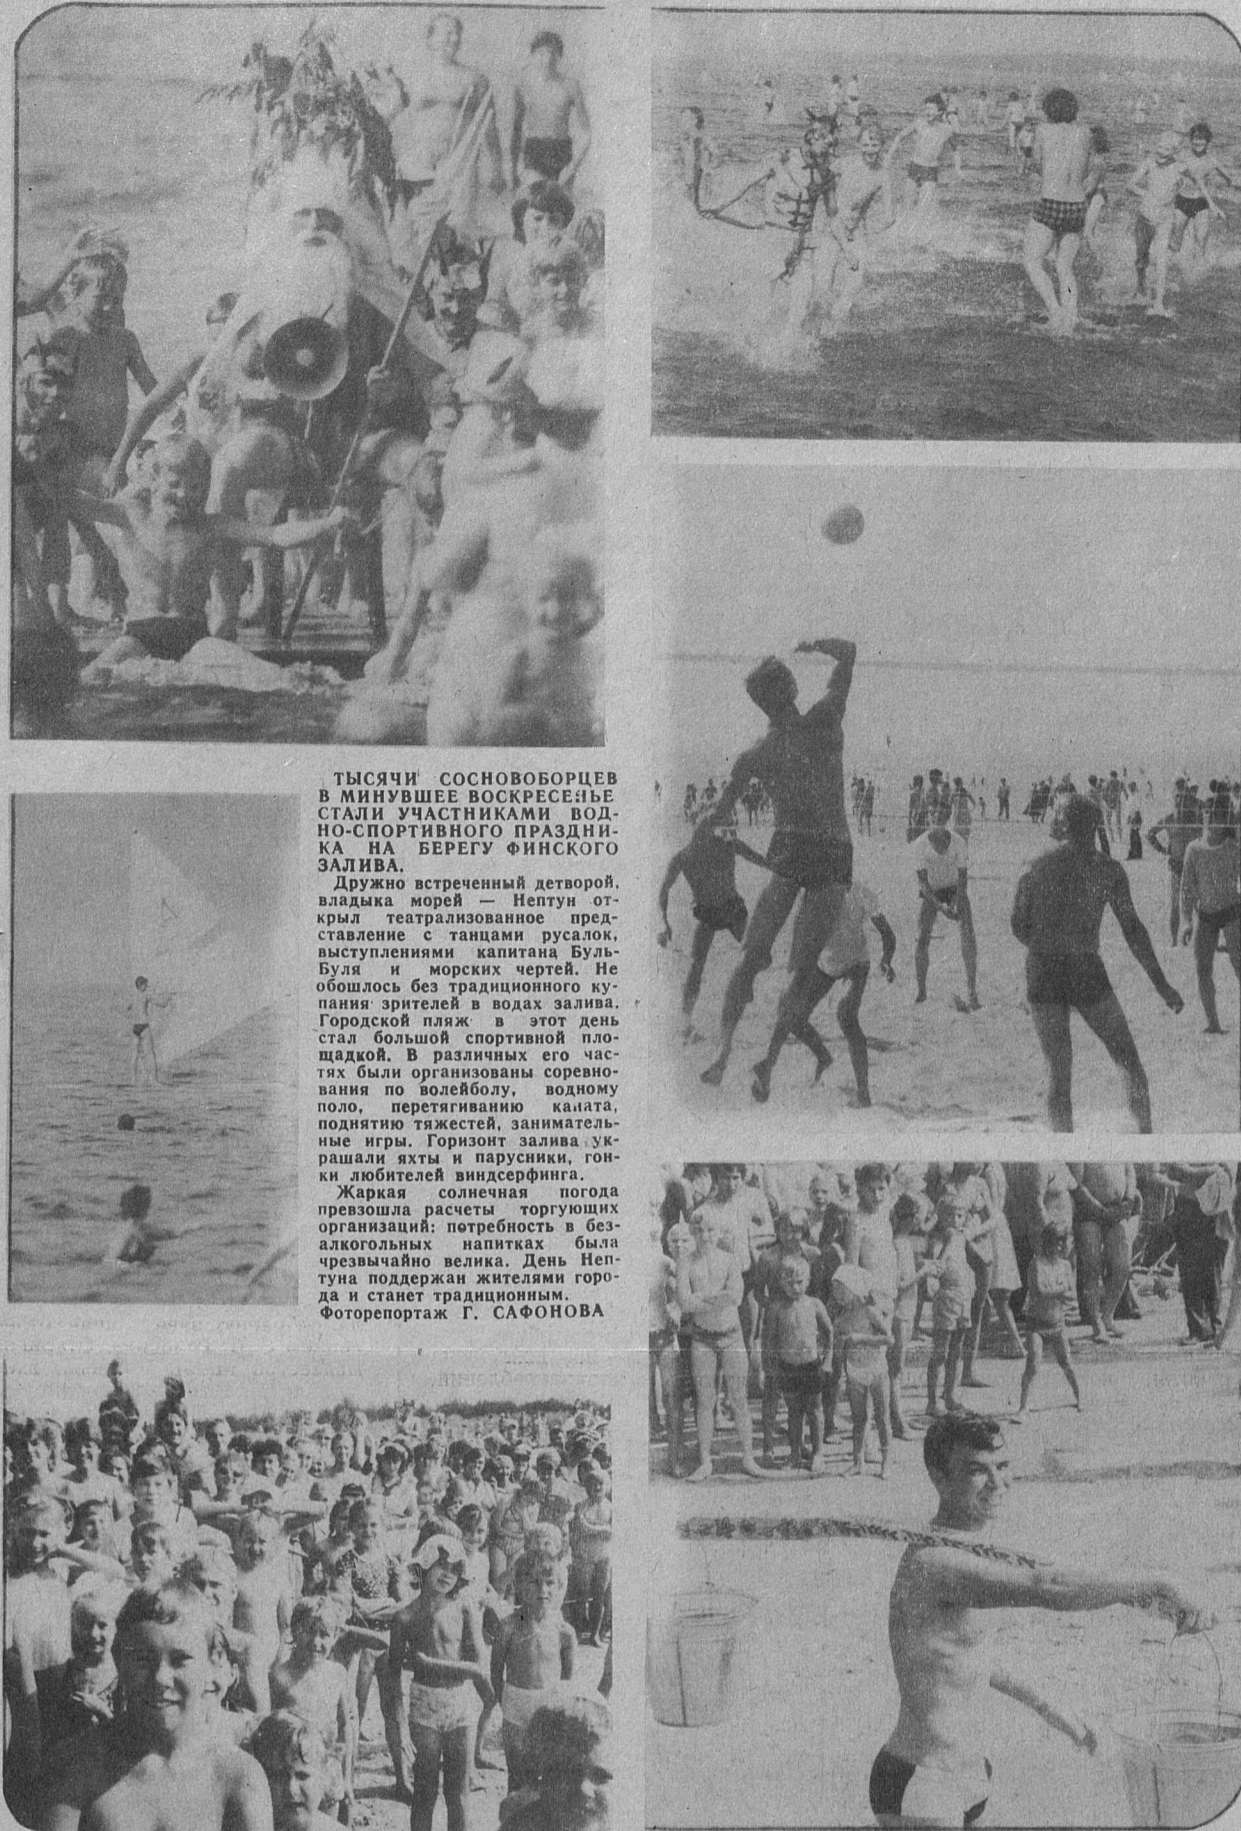 ТЫСЯЧИ СОСНОВОБОРЦЕВ
В МИНУВШЕЕ ВОСКРЕСЕНЬЕ
СТАЛИ УЧАСТНИКАМИ ВОД-
НО-СПОРТИВНОГО ПРАЗДНИ-
КА НА БЕРЕГУ ФИНСКОГО
ЗАЛИВА.
Дружно встреченный детворой,
владыка морей — Нептун от-
крыл театрализованное пред-
ставление с танцами русалок,
выступлениями капитана Буль-
Буля и морских чертей. Не
обошлось без традиционного ку-
пания зрителей в водах залива.
Городской пляж в этот день
стал большой спортивной пло-
щадкой. В различных его час-
тях были организованы соревно-
вания по волейболу, водному
поло, перетягиванию каната,
поднятию тяжестей, заниматель-
ные игры. Горизонт залива ук-
рашали яхты и парусники, гон-
ки любителей виндсерфинга.
Жаркая солнечная погода
превзошла расчеты торгующих
организаций: потребность в без-
алкогольных напитках была
чрезвычайно велика. День Неп-
туна поддержан жителями горо-
да и станет традиционным.
Фоторепортаж Г. САФОНОВА